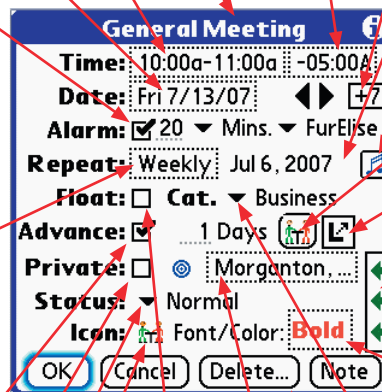 General Meeting i
Time: 10:00a-11:00a -05:00A
Date: Fri 7/13/07 +7
Alarm: 20 Mins. FurElise
Repeat: Weekly Jul 6, 2007
Float: Cat. Business
Advance: 1 Days
Private: Morganton, ...
Status: Normal
Icon: Font/Color: Bold
OK Cancel Delete... Note